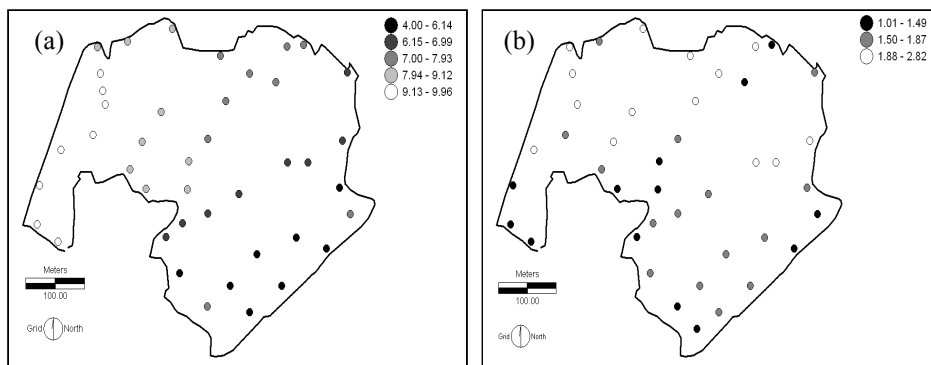 (a)
4.00 - 6.14
6.15 - 6.99
7.00 - 7.93
7.94 - 9.12
9.13 - 9.96
Meters
100.00
Grid North
(b)
1.01 - 1.49
1.50 - 1.87
1.88 - 2.82
Meters
100.00
Grid North